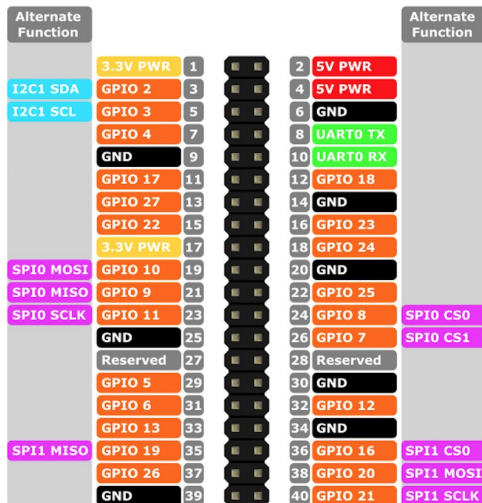 Alternate Function Alternate Function
3.3V PWR 1 2 5V PWR
I2C1 SDA GPIO 2 3 4 5V PWR
I2C1 SCL GPIO 3 5 6 GND
GPIO 4 7 8 UART0 TX
GND 9 10 UART0 RX
GPIO 17 11 12 GPIO 18
GPIO 27 13 14 GND
GPIO 22 15 16 GPIO 23
3.3V PWR 17 18 GPIO 24
SPI0 MOSI GPIO 10 19 20 GND
SPI0 MISO GPIO 9 21 22 GPIO 25
SPI0 SCLK GPIO 11 23 24 GPIO 8 SPI0 CS0
GND 25 26 GPIO 7 SPI0 CS1
Reserved 27 28 Reserved
GPIO 5 29 30 GND
GPIO 6 31 32 GPIO 12
GPIO 13 33 34 GND
SPI1 MISO GPIO 19 35 36 GPIO 16 SPI1 CS0
GPIO 26 37 38 GPIO 20 SPI1 MOSI
GND 39 40 GPIO 21 SPI1 SCLK